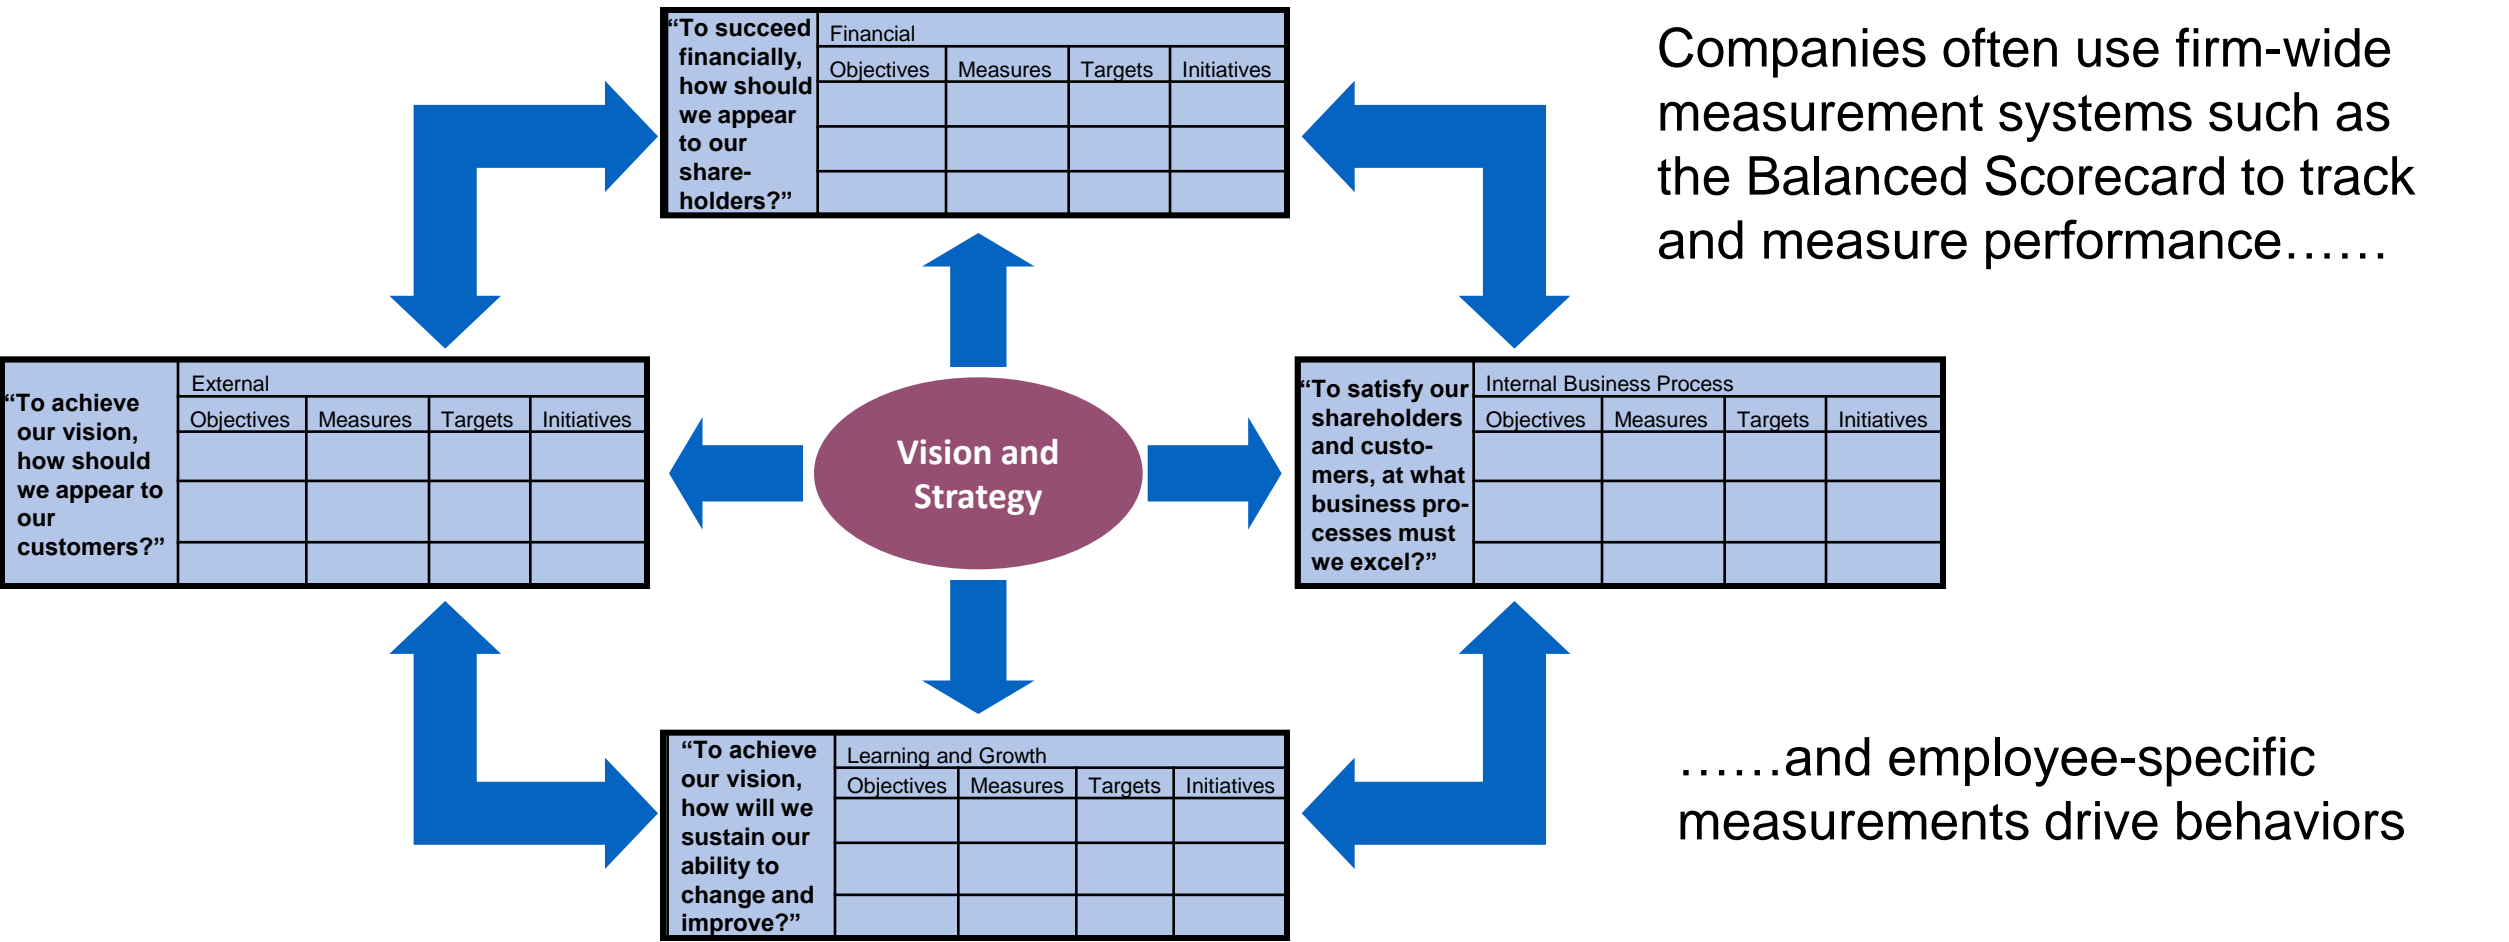 “To succeed
financially,
how should
we appear
to our
share-
holders?”
Financial
Objectives Measures Targets Initiatives
Companies often use firm-wide
measurement systems such as
the Balanced Scorecard to track
and measure performance……
“To achieve
our vision,
how should
we appear to
our
customers?”
External
Objectives Measures Targets Initiatives
Vision and
Strategy
“To satisfy our
shareholders
and custo-
mers, at what
business pro-
cesses must
we excel?”
Internal Business Process
Objectives Measures Targets Initiatives
“To achieve
our vision,
how will we
sustain our
ability to
change and
improve?”
Learning and Growth
Objectives Measures Targets Initiatives
……and employee-specific
measurements drive behaviors